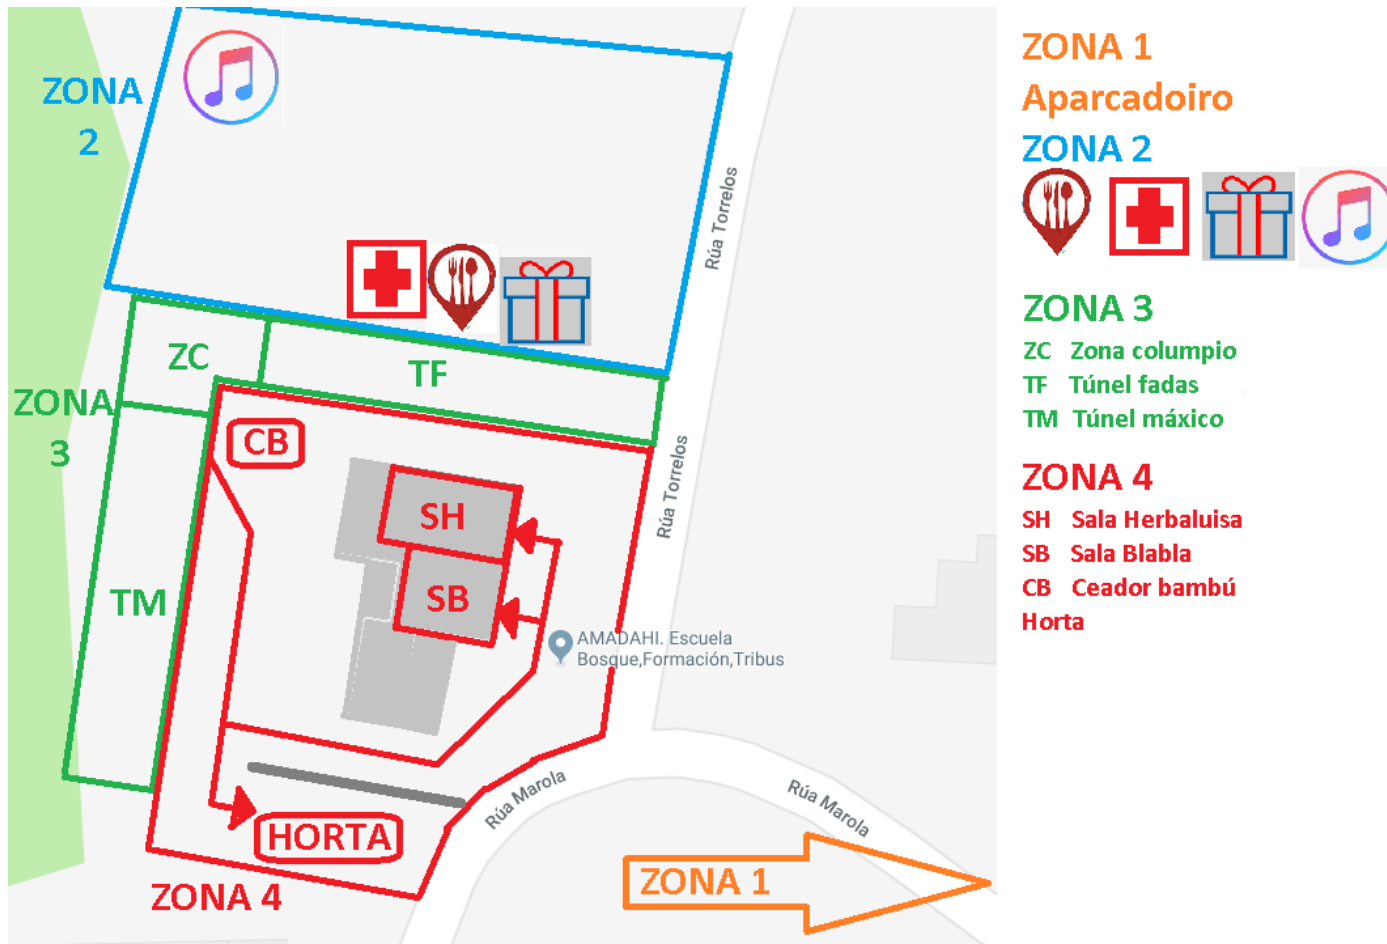 ZONA
2
Rúa Torrelos
ZC
TF
ZONA
3
CB
Rúa Torrelos
SH
SB
TM
AMADAHI. Escuela
Bosque,Formación,Tribus
Rúa Marola
Rúa Marola
HORTA
ZONA 4
ZONA 1
ZONA 1
Aparcadoiro
ZONA 2
ZONA 3
ZC Zona columpio
TF Túnel fadas
TM Túnel máxico
ZONA 4
SH Sala Herbaluisa
SB Sala Blabla
CB Ceador bambú
Horta